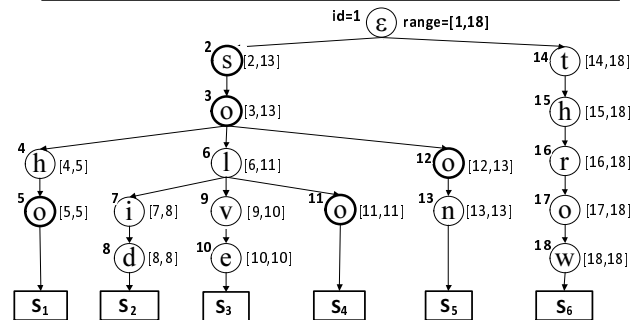 id=1 ε range=[1,18]
2 s [2,13] 14 t [14,18]
3 o [3,13] 15 h [15,18]
4 h [4,5] 6 l [6,11] 12 o [12,13] 16 r [16,18]
5 o [5,5] 7 i [7,8] 9 v [9,10] 11 o [11,11] 13 n [13,13] 17 o [17,18]
8 d [8,8] 10 e [10,10] 18 w [18,18]
S1 S2 S3 S4 S5 S6